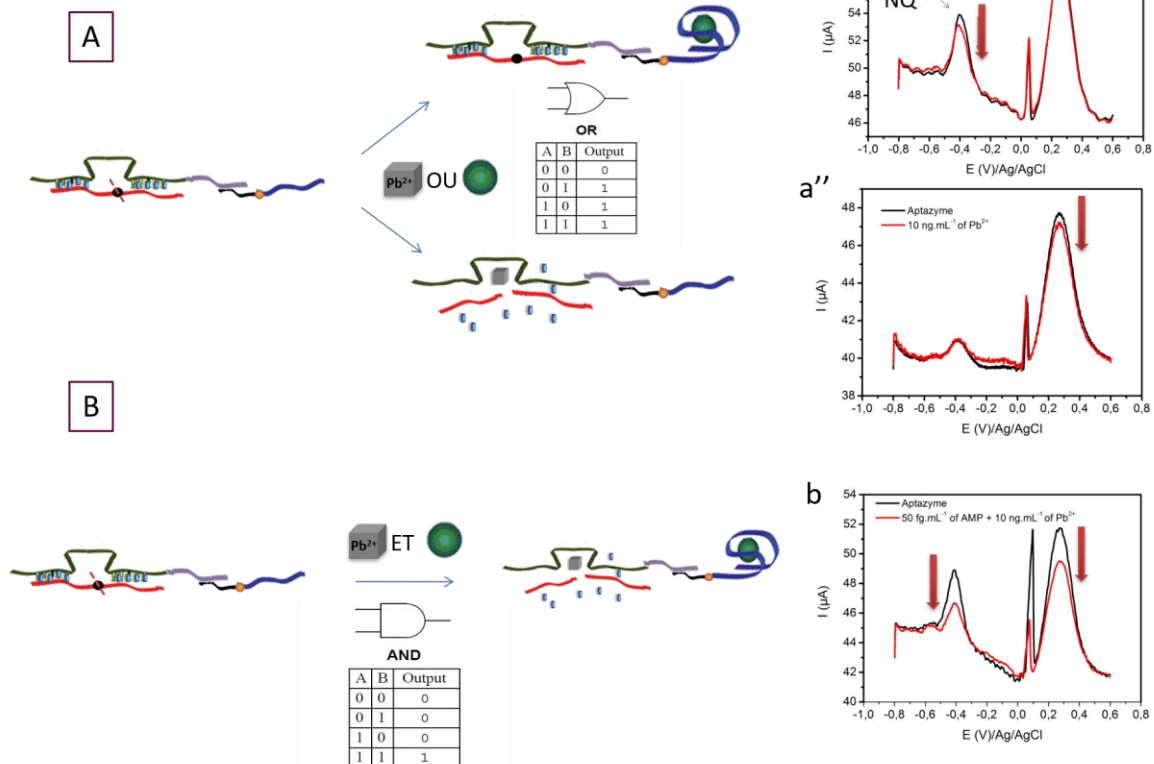 A
Pb2+ OU
OR
A B Output
0 0 0
0 1 1
1 0 1
1 1 1
NQ
I (µA)
54
52
50
48
46
-1,0 -0,8 -0,6 -0,4 -0,2 0,0 0,2 0,4 0,6 0,8
E (V)/Ag/AgCl
a’’
Aptazyme
10 ng.mL-1 of Pb2+
I (µA)
48
46
44
42
40
38
-1,0 -0,8 -0,6 -0,4 -0,2 0,0 0,2 0,4 0,6 0,8
E (V)/Ag/AgCl
B
Pb2+ ET
AND
A B Output
0 0 0
0 1 0
1 0 0
1 1 1
b
Aptazyme
50 fg.mL-1 of AMP + 10 ng.mL-1 of Pb2+
I (µA)
54
52
50
48
46
44
42
40
-1,0 -0,8 -0,6 -0,4 -0,2 0,0 0,2 0,4 0,6 0,8
E (V)/Ag/AgCl